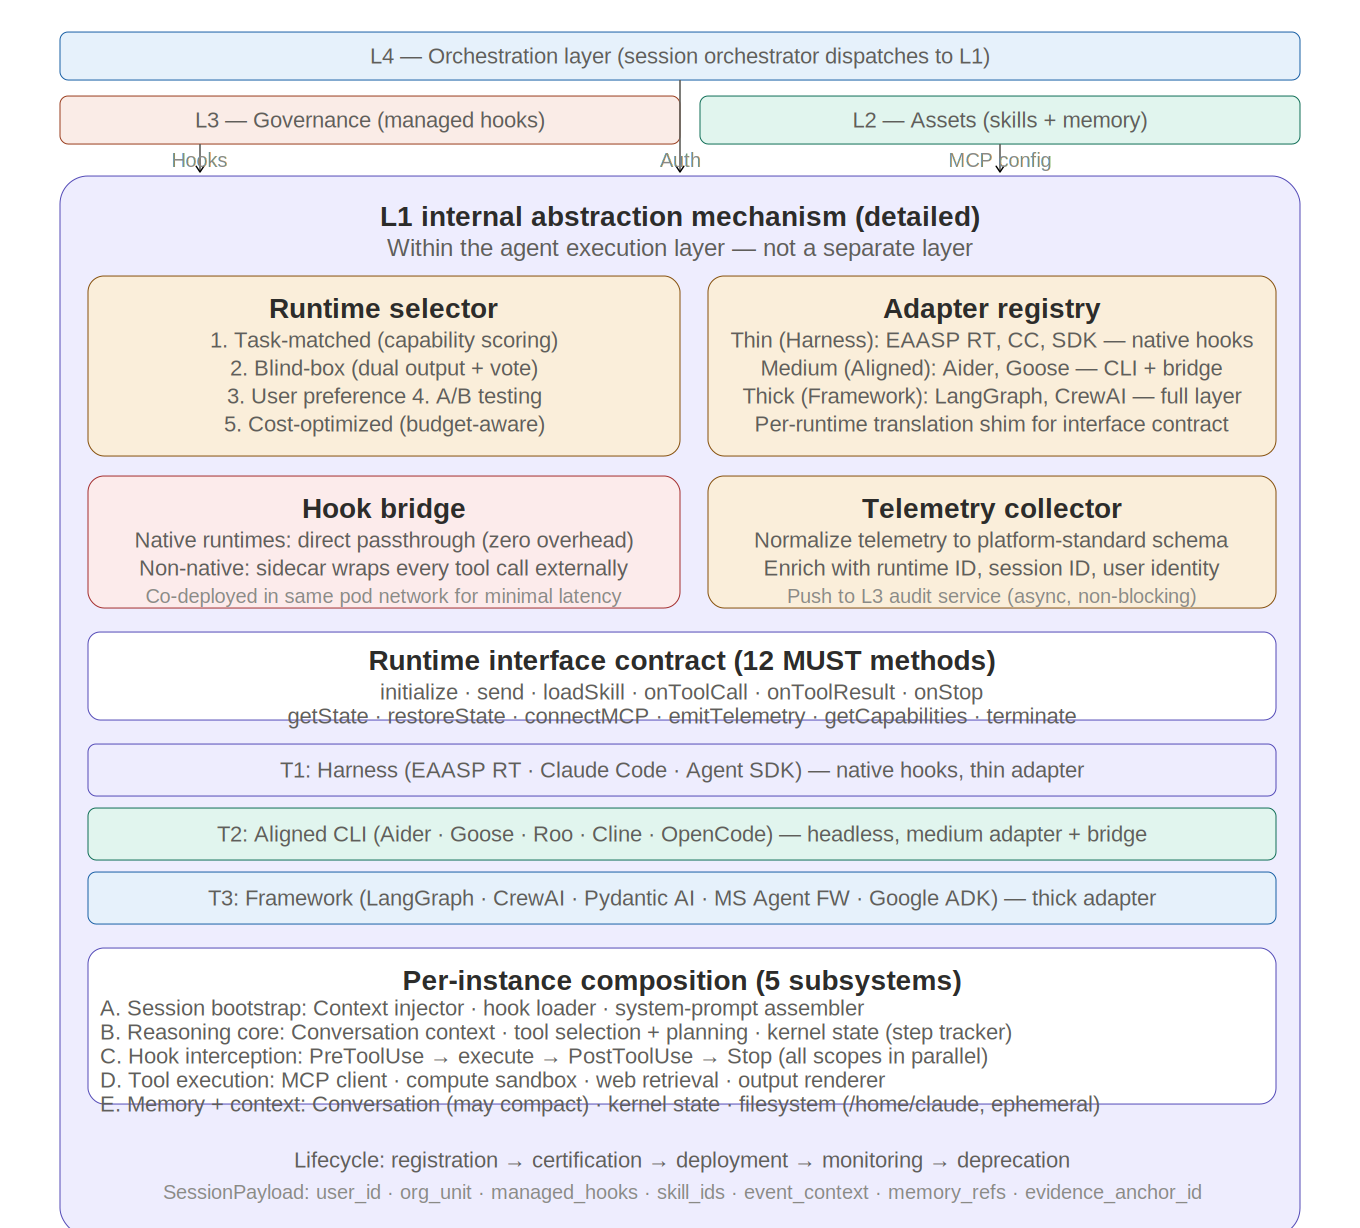 L4 — Orchestration layer (session orchestrator dispatches to L1)
L3 — Governance (managed hooks)
L2 — Assets (skills + memory)
Hooks
Auth
MCP config
L1 internal abstraction mechanism (detailed)
Within the agent execution layer — not a separate layer
Runtime selector
1. Task-matched (capability scoring)
2. Blind-box (dual output + vote)
3. User preference 4. A/B testing
5. Cost-optimized (budget-aware)
Adapter registry
Thin (Harness): EAASP RT, CC, SDK — native hooks
Medium (Aligned): Aider, Goose — CLI + bridge
Thick (Framework): LangGraph, CrewAI — full layer
Per-runtime translation shim for interface contract
Hook bridge
Native runtimes: direct passthrough (zero overhead)
Non-native: sidecar wraps every tool call externally
Co-deployed in same pod network for minimal latency
Telemetry collector
Normalize telemetry to platform-standard schema
Enrich with runtime ID, session ID, user identity
Push to L3 audit service (async, non-blocking)
Runtime interface contract (12 MUST methods)
initialize · send · loadSkill · onToolCall · onToolResult · onStop
getState · restoreState · connectMCP · emitTelemetry · getCapabilities · terminate
T1: Harness (EAASP RT · Claude Code · Agent SDK) — native hooks, thin adapter
T2: Aligned CLI (Aider · Goose · Roo · Cline · OpenCode) — headless, medium adapter + bridge
T3: Framework (LangGraph · CrewAI · Pydantic AI · MS Agent FW · Google ADK) — thick adapter
Per-instance composition (5 subsystems)
A. Session bootstrap: Context injector · hook loader · system-prompt assembler
B. Reasoning core: Conversation context · tool selection + planning · kernel state (step tracker)
C. Hook interception: PreToolUse → execute → PostToolUse → Stop (all scopes in parallel)
D. Tool execution: MCP client · compute sandbox · web retrieval · output renderer
E. Memory + context: Conversation (may compact) · kernel state · filesystem (/home/claude, ephemeral)
Lifecycle: registration → certification → deployment → monitoring → deprecation
SessionPayload: user_id · org_unit · managed_hooks · skill_ids · event_context · memory_refs · evidence_anchor_id